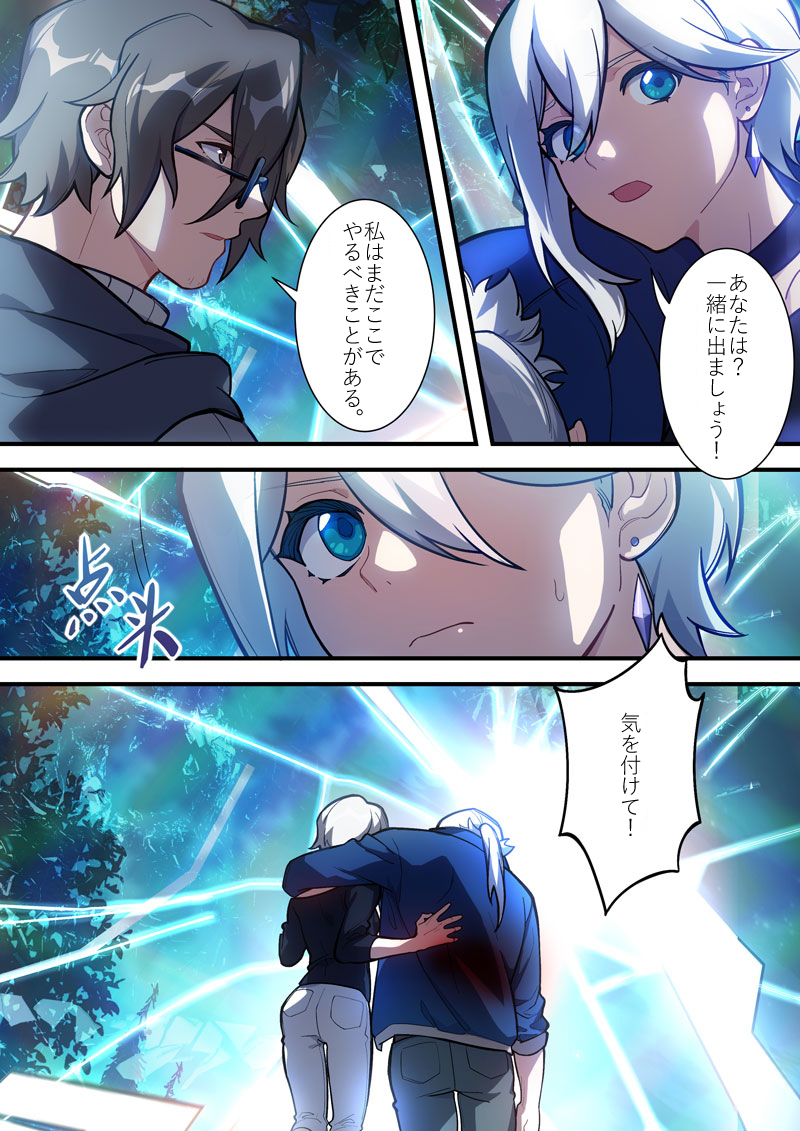 あなたは？
一緒に出ましょう！
私はまだここで
やるべきことがある。
点头
気を付けて！